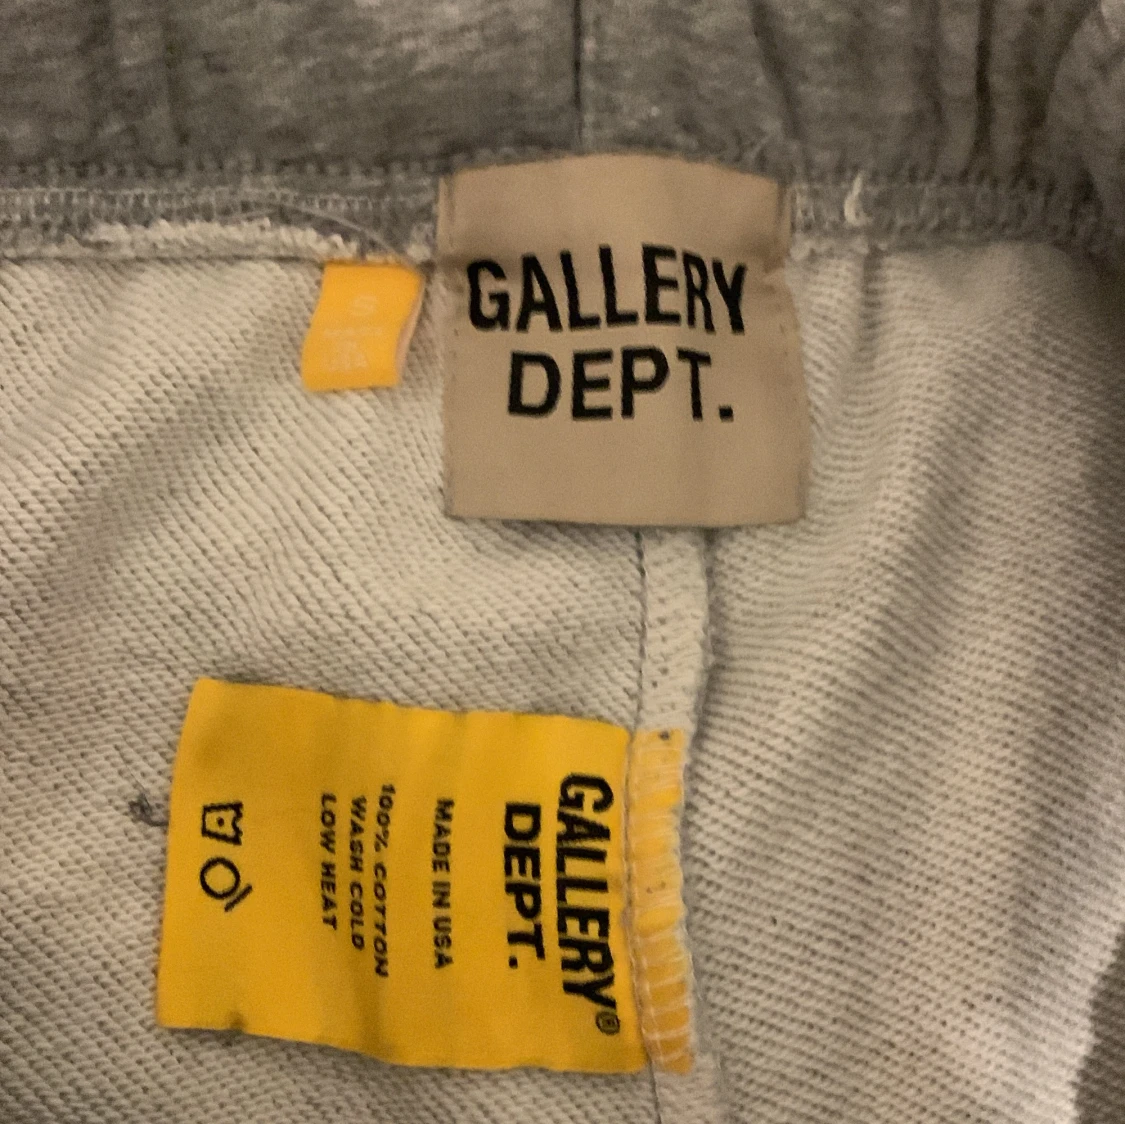 GALLERY
DEPT.
S
GALLERY®
DEPT.
MADE IN USA
100% COTTON
WASH COLD
LOW HEAT